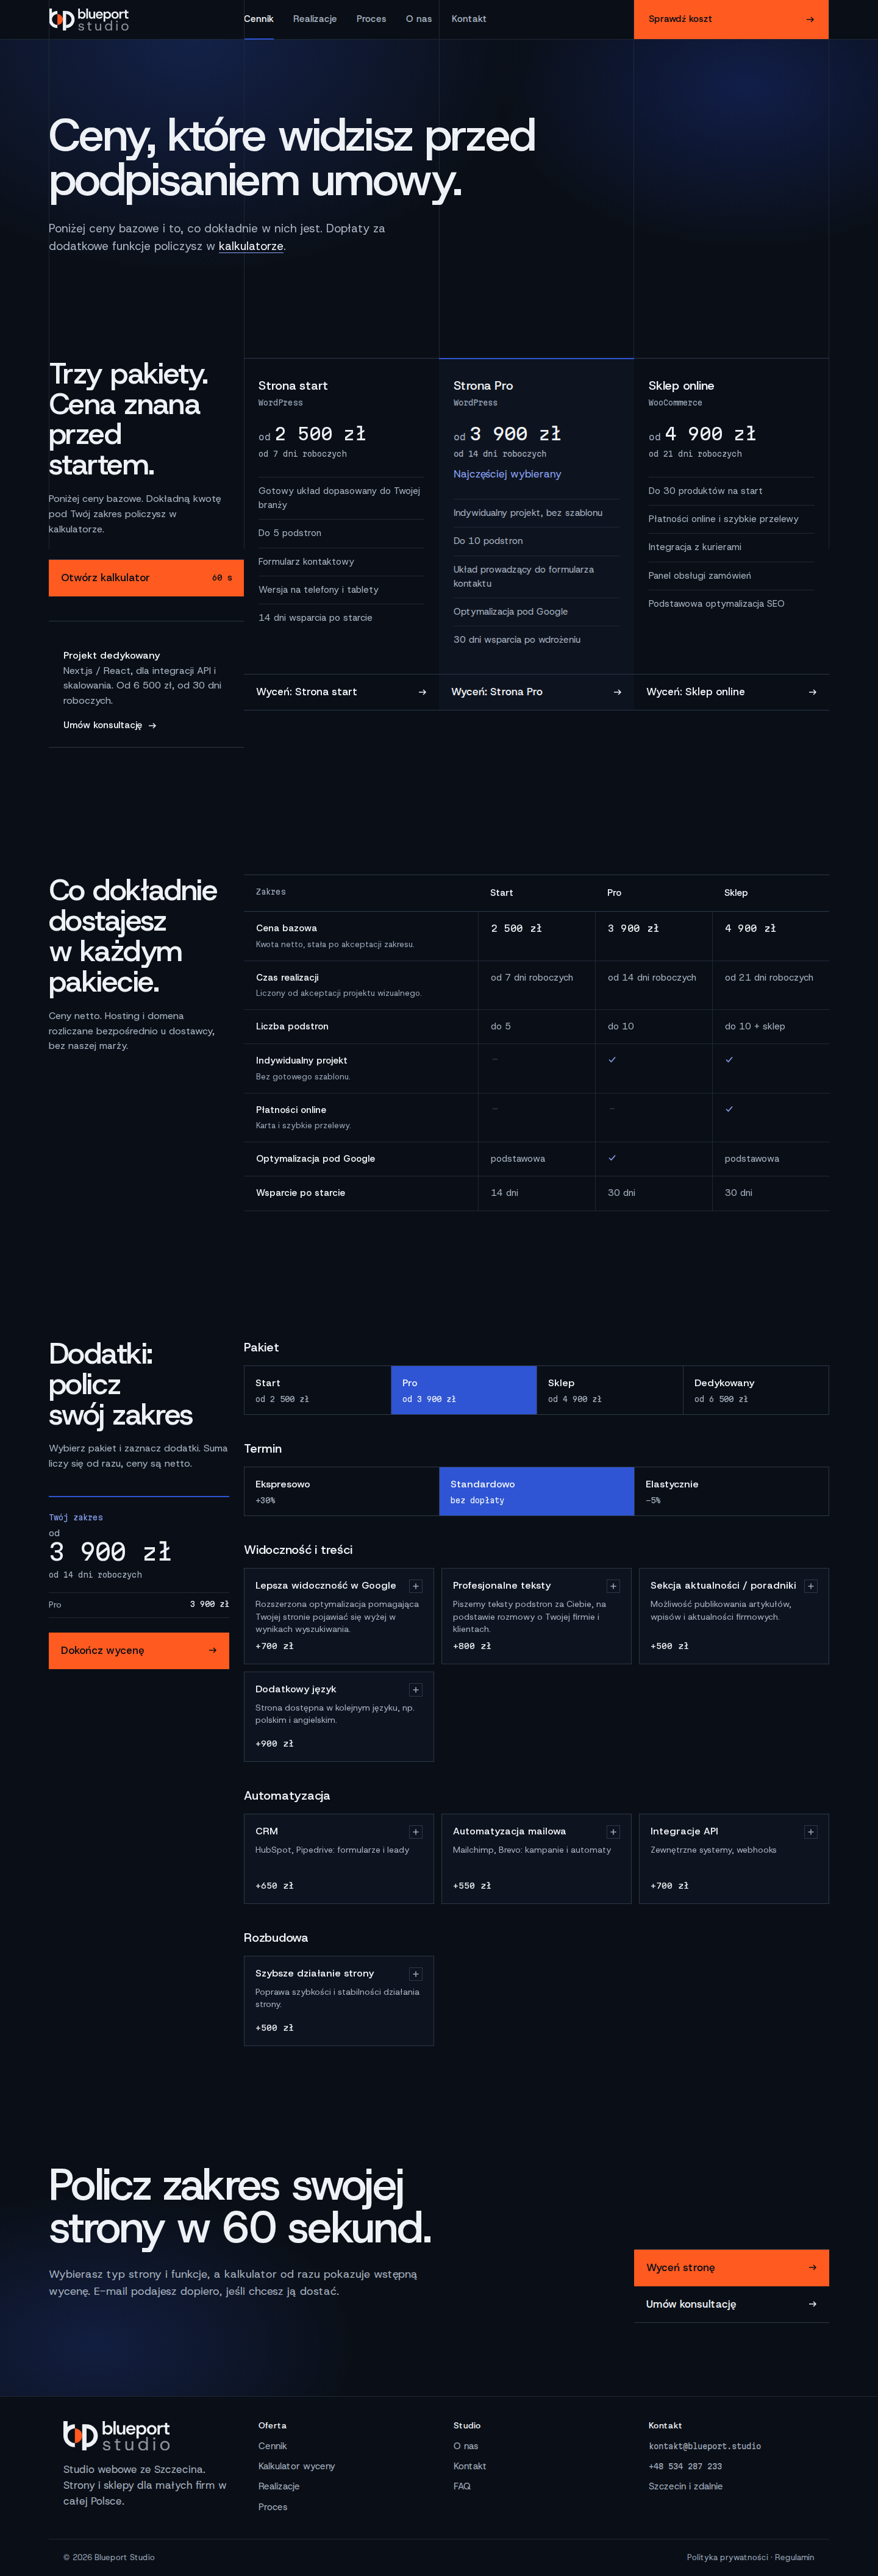 blueport studio
Cennik Realizacje Proces O nas Kontakt
Sprawdź koszt →
Ceny, które widzisz przed
podpisaniem umowy.
Poniżej ceny bazowe i to, co dokładnie w nich jest. Dopłaty za
dodatkowe funkcje policzysz w kalkulatorze.
Trzy pakiety.
Cena znana
przed
startem.
Poniżej ceny bazowe. Dokładną kwotę
pod Twój zakres policzysz w
kalkulatorze.
Otwórz kalkulator 60 s
Projekt dedykowany
Next.js / React, dla integracji API i
skalowania. Od 6 500 zł, od 30 dni
roboczych.
Umów konsultację →
Strona start
WordPress
od 2 500 zł
od 7 dni roboczych
Gotowy układ dopasowany do Twojej
branży
Do 5 podstron
Formularz kontaktowy
Wersja na telefony i tablety
14 dni wsparcia po starcie
Wyceń: Strona start →
Strona Pro
WordPress
od 3 900 zł
od 14 dni roboczych
Najczęściej wybierany
Indywidualny projekt, bez szablonu
Do 10 podstron
Układ prowadzący do formularza
kontaktu
Optymalizacja pod Google
30 dni wsparcia po wdrożeniu
Wyceń: Strona Pro →
Sklep online
WooCommerce
od 4 900 zł
od 21 dni roboczych
Do 30 produktów na start
Płatności online i szybkie przelewy
Integracja z kurierami
Panel obsługi zamówień
Podstawowa optymalizacja SEO
Wyceń: Sklep online →
Co dokładnie
dostajesz
w każdym
pakiecie.
Ceny netto. Hosting i domena
rozliczane bezpośrednio u dostawcy,
bez naszej marży.
Zakres Start Pro Sklep
Cena bazowa 2 500 zł 3 900 zł 4 900 zł
Kwota netto, stała po akceptacji zakresu.
Czas realizacji od 7 dni roboczych od 14 dni roboczych od 21 dni roboczych
Liczony od akceptacji projektu wizualnego.
Liczba podstron do 5 do 10 do 10 + sklep
Indywidualny projekt – ✓ ✓
Bez gotowego szablonu.
Płatności online – – ✓
Karta i szybkie przelewy.
Optymalizacja pod Google podstawowa ✓ podstawowa
Wsparcie po starcie 14 dni 30 dni 30 dni
Dodatki:
policz
swój zakres
Wybierz pakiet i zaznacz dodatki. Suma
liczy się od razu, ceny są netto.
Twój zakres
od
3 900 zł
od 14 dni roboczych
Pro 3 900 zł
Dokończ wycenę →
Pakiet
Start Pro Sklep Dedykowany
od 2 500 zł od 3 900 zł od 4 900 zł od 6 500 zł
Termin
Ekspresowo Standardowo Elastycznie
+30% bez dopłaty -5%
Widoczność i treści
Lepsza widoczność w Google +
Rozszerzona optymalizacja pomagająca
Twojej stronie pojawiać się wyżej w
wynikach wyszukiwania.
+700 zł
Profesjonalne teksty +
Piszemy teksty podstron za Ciebie, na
podstawie rozmowy o Twojej firmie i
klientach.
+800 zł
Sekcja aktualności / poradniki +
Możliwość publikowania artykułów,
wpisów i aktualności firmowych.
+500 zł
Dodatkowy język +
Strona dostępna w kolejnym języku, np.
polskim i angielskim.
+900 zł
Automatyzacja
CRM +
HubSpot, Pipedrive: formularze i leady
+650 zł
Automatyzacja mailowa +
Mailchimp, Brevo: kampanie i automaty
+550 zł
Integracje API +
Zewnętrzne systemy, webhooks
+700 zł
Rozbudowa
Szybsze działanie strony +
Poprawa szybkości i stabilności działania
strony.
+500 zł
Policz zakres swojej
strony w 60 sekund.
Wybierasz typ strony i funkcje, a kalkulator od razu pokazuje wstępną
wycenę. E-mail podajesz dopiero, jeśli chcesz ją dostać.
Wyceń stronę →
Umów konsultację →
blueport studio
Studio webowe ze Szczecina.
Strony i sklepy dla małych firm w
całej Polsce.
Oferta
Cennik
Kalkulator wyceny
Realizacje
Proces
Studio
O nas
Kontakt
FAQ
Kontakt
kontakt@blueport.studio
+48 534 287 233
Szczecin i zdalnie
© 2026 Blueport Studio
Polityka prywatności · Regulamin